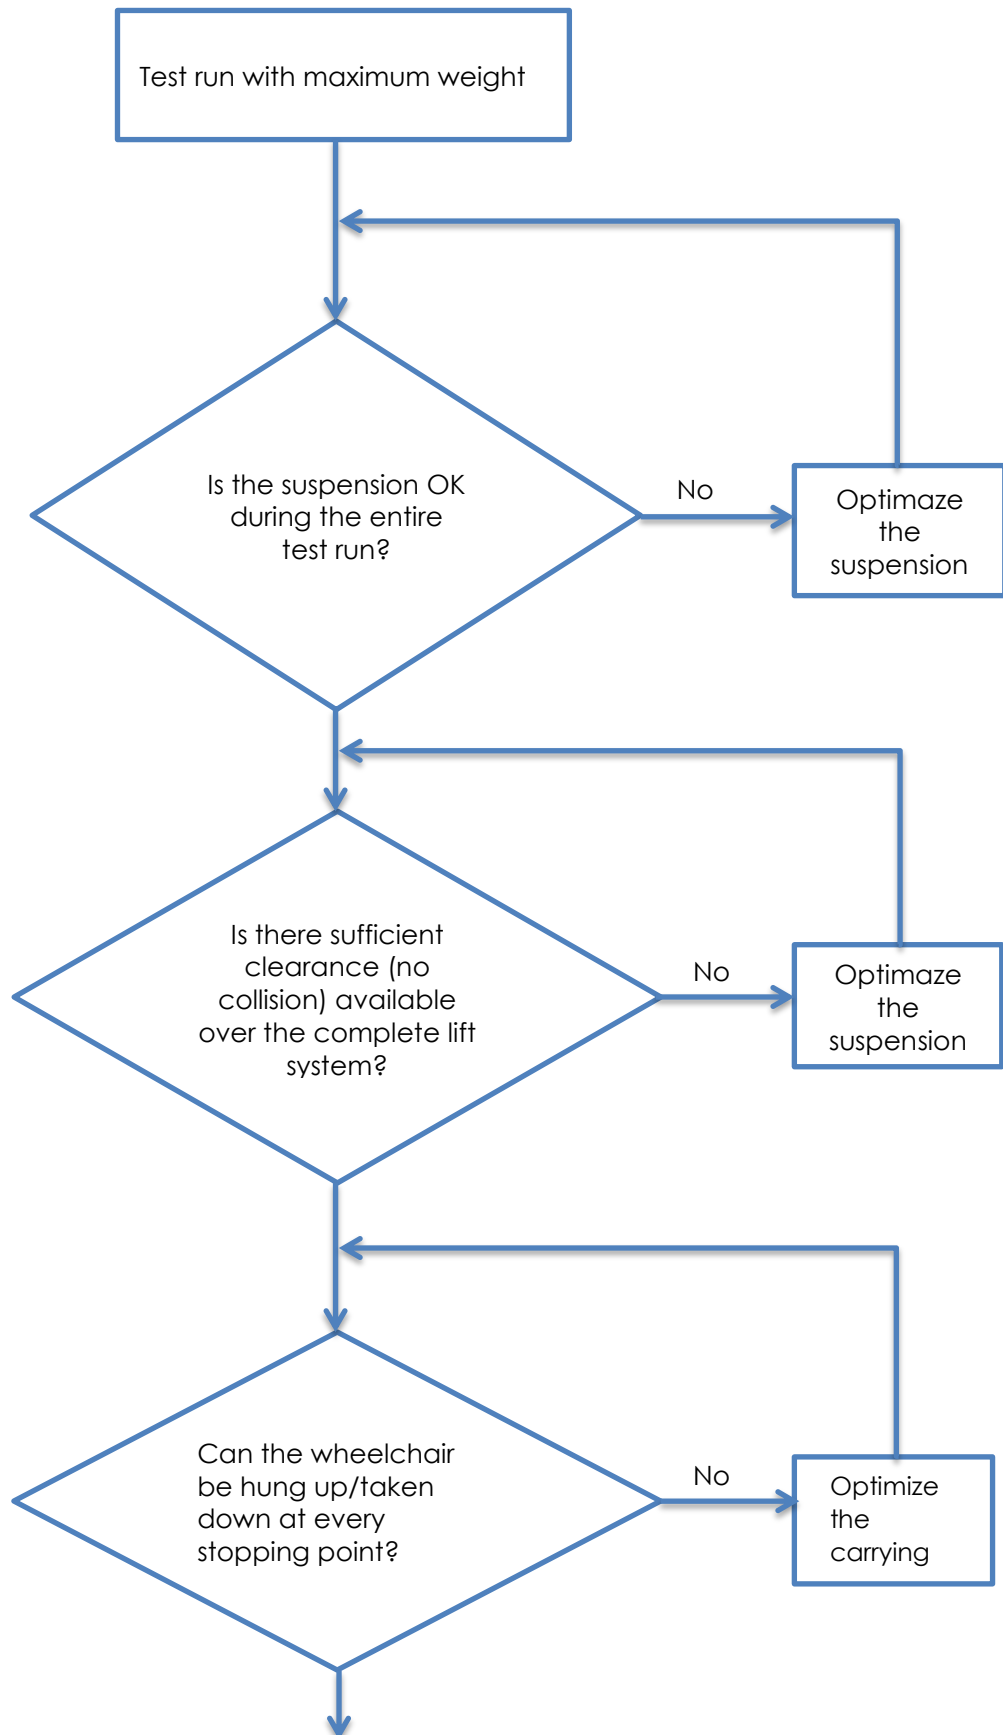 Test run with maximum weight
Is the suspension OK
during the entire
test run?
No
Optimaze
the
suspension
Is there sufficient
clearance (no
collision) available
over the complete lift
system?
No
Optimaze
the
suspension
Can the wheelchair
be hung up/taken
down at every
stopping point?
No
Optimize
the
carrying